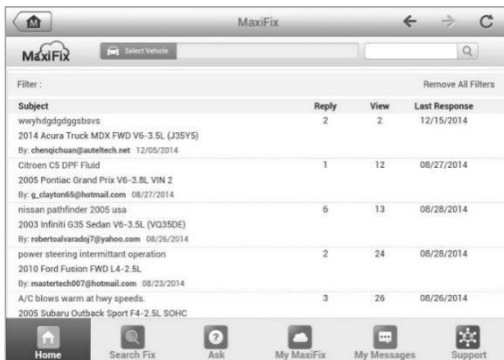 MaxiFix
MaxiFix
Select Vehicle
Filter :
Remove All Filters
Subject Reply View Last Response
wwyhdgdgdggsbsvs 2 2 12/15/2014
2014 Acura Truck MDX FWD V6-3.5L (J35Y5)
By: chenqichuan@auteltech.net 12/05/2014
Citroen C5 DPF Fluid 1 12 08/27/2014
2005 Pontiac Grand Prix V6-3.8L VIN 2
By: g_clayton65@hotmail.com 08/27/2014
nissan pathfinder 2005 usa 6 13 08/28/2014
2003 Infiniti G35 Sedan V6-3.5L (VQ35DE)
By: robertoalvaradoj7@yahoo.com 08/26/2014
power steering intermittant operation 2 24 08/28/2014
2010 Ford Fusion FWD L4-2.5L
By: mastertech007@hotmail.com 08/23/2014
A/C blows warm at hwy speeds. 3 26 08/26/2014
2005 Subaru Outback Sport F4-2.5L SOHC
Home Search Fix Ask My MaxiFix My Messages Support